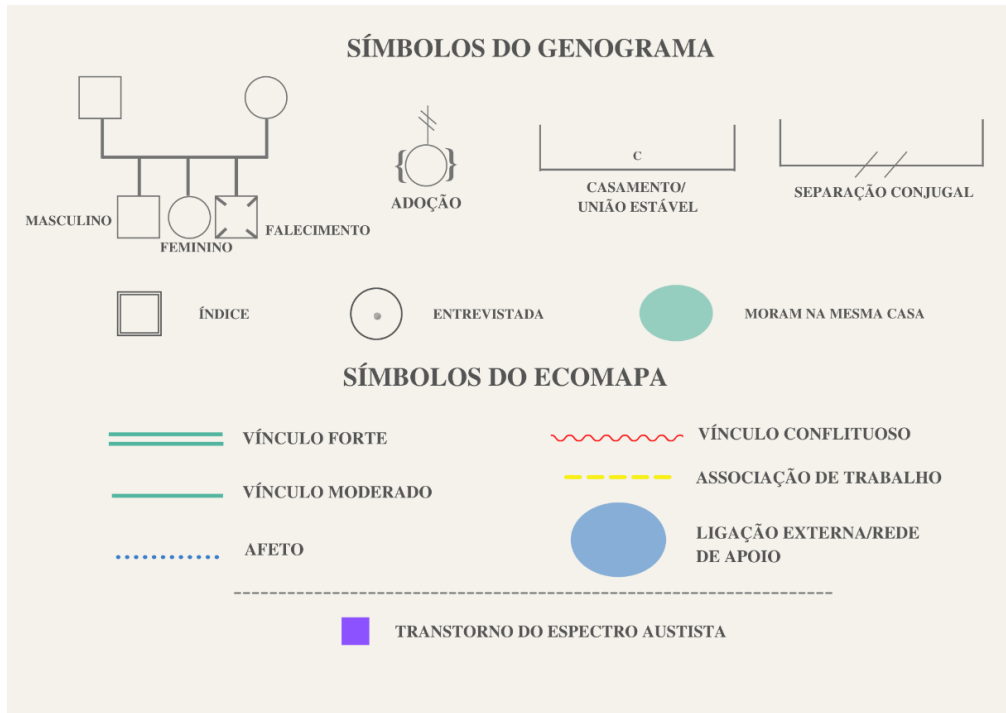 SÍMBOLOS DO GENOGRAMA
MASCULINO
FEMININO
FALECIMENTO
{ }
ADOÇÃO
C
CASAMENTO/
UNIÃO ESTÁVEL
SEPARAÇÃO CONJUGAL
ÍNDICE
ENTREVISTADA
MORAM NA MESMA CASA
SÍMBOLOS DO ECOMAPA
VÍNCULO FORTE
VÍNCULO MODERADO
AFETO
VÍNCULO CONFLITUOSO
ASSOCIAÇÃO DE TRABALHO
LIGAÇÃO EXTERNA/REDE
DE APOIO
TRANSTORNO DO ESPECTRO AUSTISTA